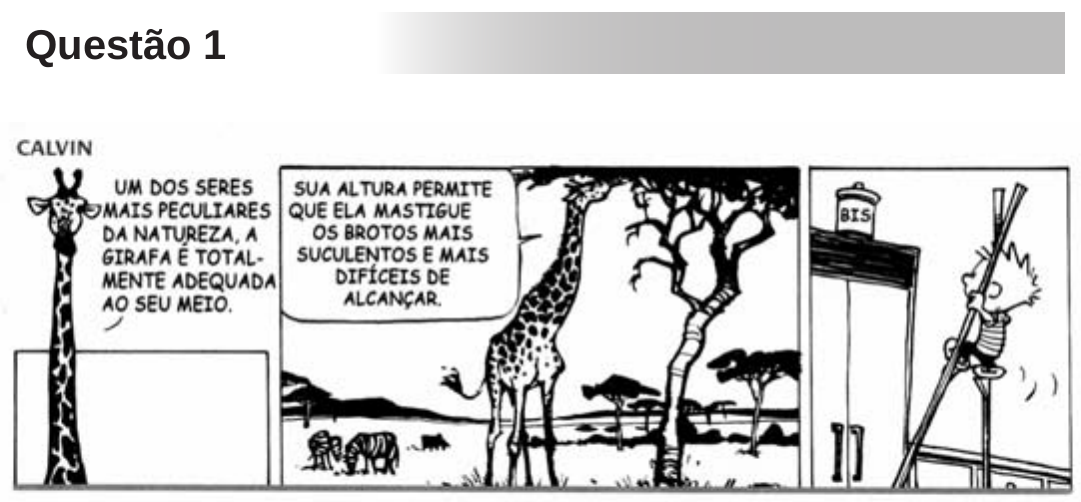 Questão 1
CALVIN
UM DOS SERES
MAIS PECULIARES
DA NATUREZA, A
GIRAFA É TOTAL-
MENTE ADEQUADA
AO SEU MEIO.
SUA ALTURA PERMITE
QUE ELA MASTIGUE
OS BROTOS MAIS
SUCULENTOS E MAIS
DIFÍCEIS DE
ALCANÇAR.
BIS